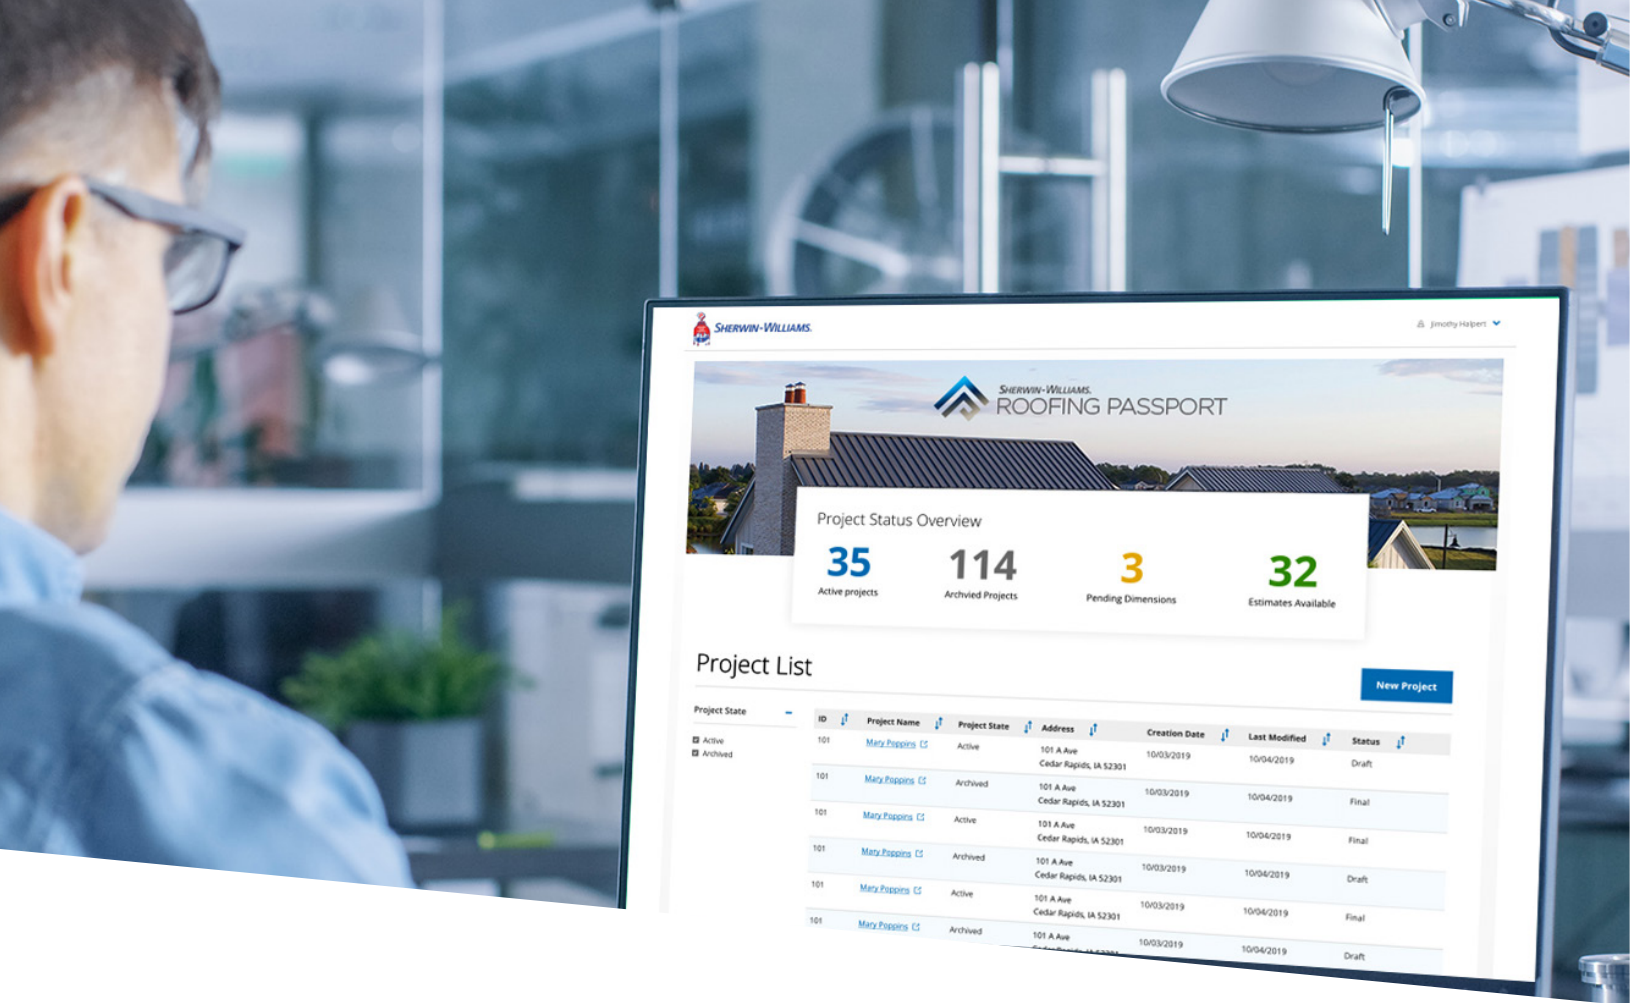 SHERWIN-WILLIAMS.
Jimothy Halpert
SHERWIN-WILLIAMS.
ROOFING PASSPORT
Project Status Overview
35 114 3 32
Active projects Archvied Projects Pending Dimensions Estimates Available
Project List
New Project
Project State
Active
Archived
ID Project Name Project State Address Creation Date Last Modified Status
101 Mary Poppins Active 101 A Ave 10/03/2019 10/04/2019 Draft
Cedar Rapids, IA 52301
101 Mary Poppins Archived 101 A Ave 10/03/2019 10/04/2019 Final
Cedar Rapids, IA 52301
101 Mary Poppins Active 101 A Ave 10/03/2019 10/04/2019 Final
Cedar Rapids, IA 52301
101 Mary Poppins Archived 101 A Ave 10/03/2019 10/04/2019 Draft
Cedar Rapids, IA 52301
101 Mary Poppins Active 101 A Ave 10/03/2019 10/04/2019 Final
Cedar Rapids, IA 52301
101 Mary Poppins Archived 101 A Ave 10/03/2019 10/04/2019 Draft